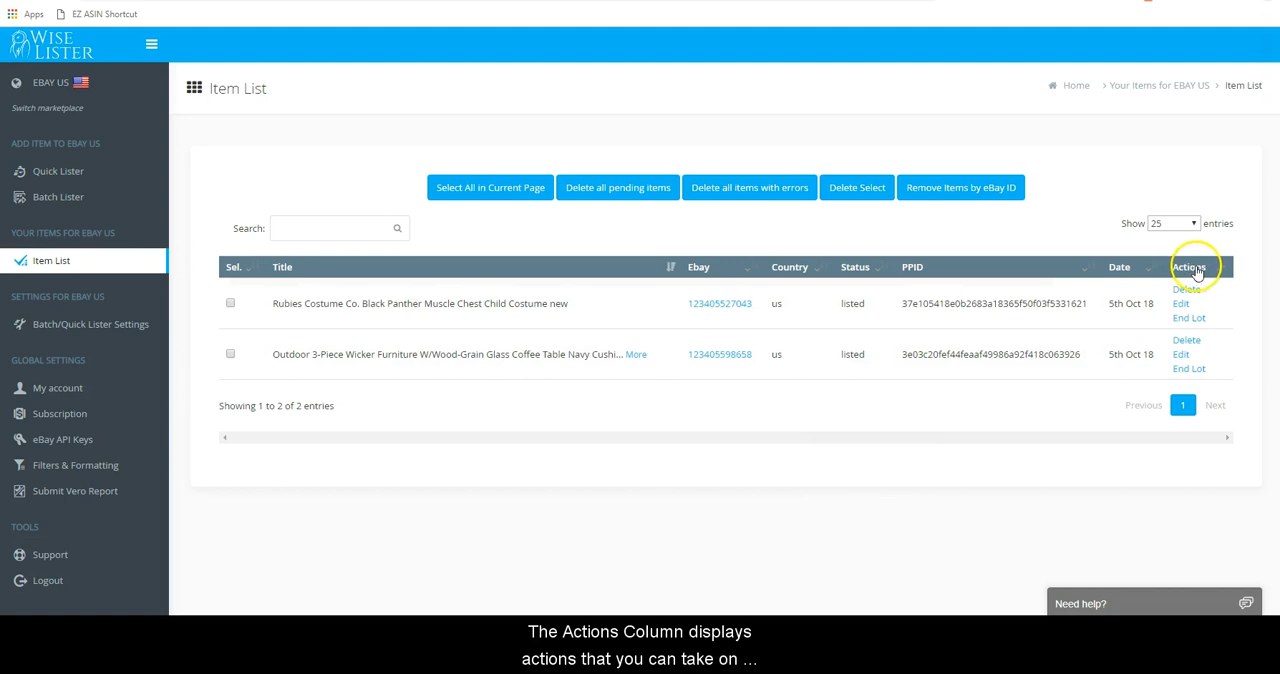 Apps EZ ASIN Shortcut
WISE
LISTER
EBAY US
Switch marketplace
ADD ITEM TO EBAY US
Quick Lister
Batch Lister
YOUR ITEMS FOR EBAY US
Item List
SETTINGS FOR EBAY US
Batch/Quick Lister Settings
GLOBAL SETTINGS
My account
Subscription
eBay API Keys
Filters & Formatting
Submit Vero Report
TOOLS
Support
Logout
Item List
Home > Your Items for EBAY US > Item List
Select All in Current Page Delete all pending items Delete all items with errors Delete Select Remove Items by eBay ID
Search: Show 25 entries
Sel. Title Ebay Country Status PPID Date Actions
Rubies Costume Co. Black Panther Muscle Chest Child Costume new 123405527043 us listed 37e105418e0b2683a18365f50f03f5331621 5th Oct 18 Delete
Edit
End Lot
Outdoor 3-Piece Wicker Furniture W/Wood-Grain Glass Coffee Table Navy Cushi... More 123405598658 us listed 3e03c20fef44feaaf49986a92f418c063926 5th Oct 18 Delete
Edit
End Lot
Showing 1 to 2 of 2 entries Previous 1 Next
Need help?
The Actions Column displays
actions that you can take on ...